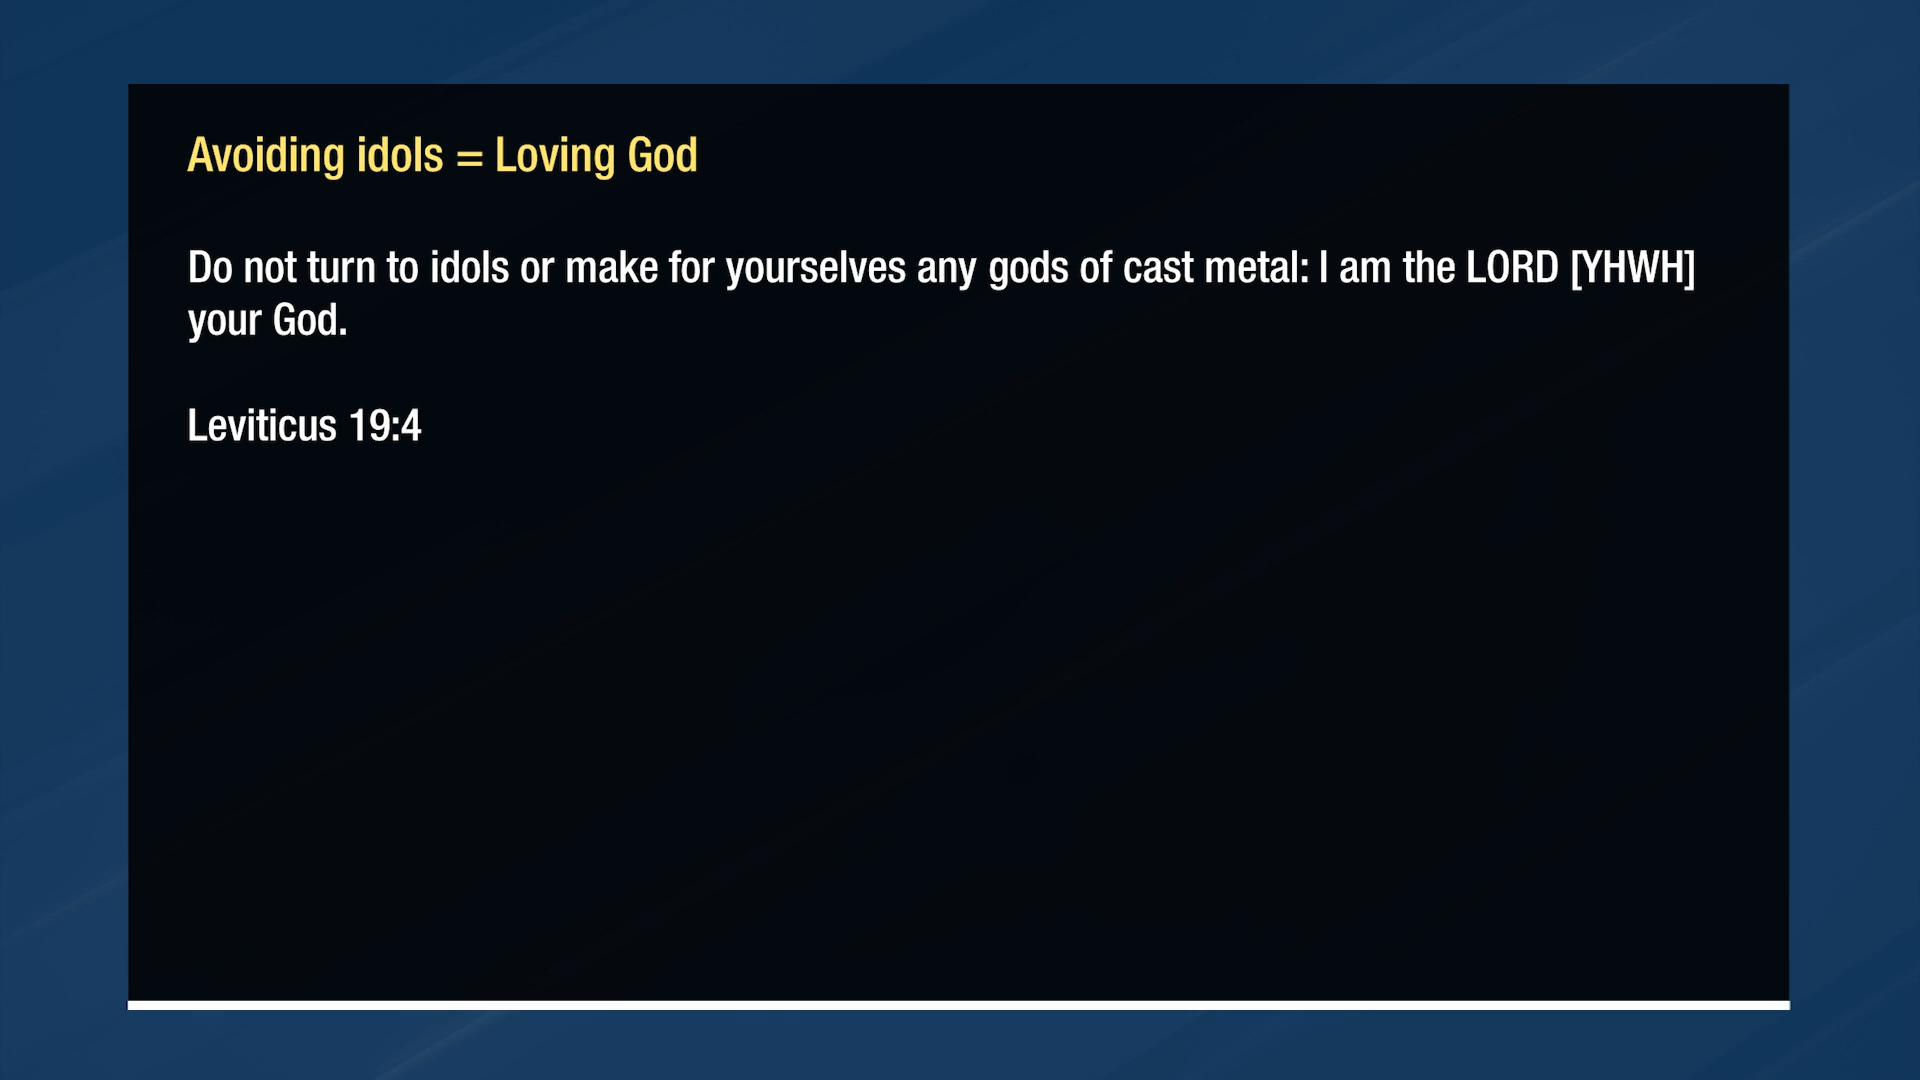 Avoiding idols = Loving God
Do not turn to idols or make for yourselves any gods of cast metal: I am the LORD [YHWH]
your God.
Leviticus 19:4